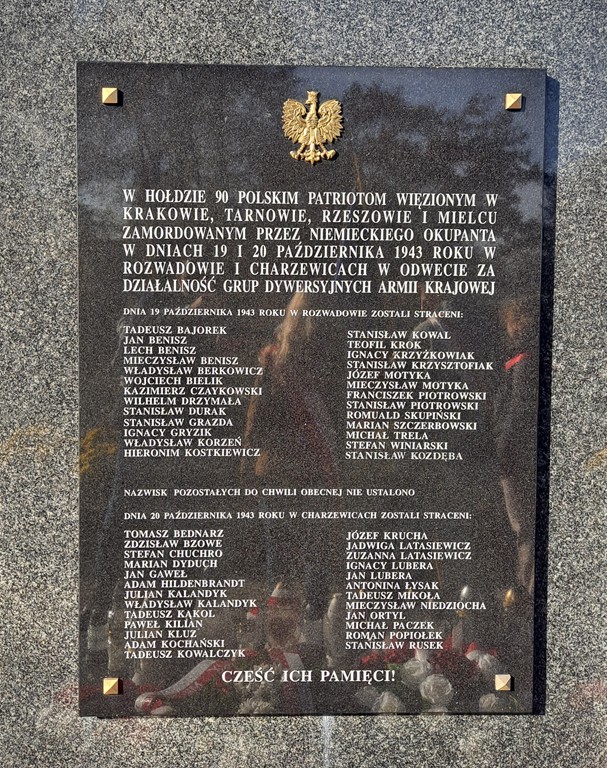 W HOŁDZIE 90 POLSKIM PATRIOTOM WIĘZIONYM W
KRAKOWIE, TARNOWIE, RZESZOWIE I MIELCU
ZAMORDOWANYM PRZEZ NIEMIECKIEGO OKUPANTA
W DNIACH 19 I 20 PAŹDZIERNIKA 1943 ROKU W
ROZWADOWIE I CHARZEWICACH W ODWECIE ZA
DZIAŁALNOŚĆ GRUP DYWERSYJNYCH ARMII KRAJOWEJ
DNIA 19 PAŹDZIERNIKA 1943 ROKU W ROZWADOWIE ZOSTALI STRACENI:
TADEUSZ BAJOREK
JAN BENISZ
LECH BENISZ
MIECZYSŁAW BENISZ
WŁADYSŁAW BERKOWICZ
WOJCIECH BIELIK
KAZIMIERZ CZAYKOWSKI
WILHELM DRZYMAŁA
STANISŁAW DURAK
STANISŁAW GRAZDA
IGNACY GRYZIK
WŁADYSŁAW KORZEŃ
HIERONIM KOSTKIEWICZ
STANISŁAW KOWAL
TEOFIL KROK
IGNACY KRZYŻKOWIAK
STANISŁAW KRZYSZTOFIAK
JÓZEF MOTYKA
MIECZYSŁAW MOTYKA
FRANCISZEK PIOTROWSKI
STANISŁAW PIOTROWSKI
ROMUALD SKUPIŃSKI
MARIAN SZCZERBOWSKI
MICHAŁ TRELA
STEFAN WINIARSKI
STANISŁAW KOZDĘBA
NAZWISK POZOSTAŁYCH DO CHWILI OBECNEJ NIE USTALONO
DNIA 20 PAŹDZIERNIKA 1943 ROKU W CHARZEWICACH ZOSTALI STRACENI:
TOMASZ BEDNARZ
ZDZISŁAW BZOWE
STEFAN CHUCHRO
MARIAN DYDUCH
JAN GAWEŁ
ADAM HILDENBRANDT
JULIAN KALANDYK
WŁADYSŁAW KALANDYK
TADEUSZ KĄKOL
PAWEŁ KILIAN
JULIAN KLUZ
ADAM KOCHAŃSKI
TADEUSZ KOWALCZYK
JÓZEF KRUCHA
JADWIGA LATASIEWICZ
ZUZANNA LATASIEWICZ
IGNACY LUBERA
JAN LUBERA
ANTONINA ŁYSAK
TADEUSZ MIKOŁA
MIECZYSŁAW NIEDZIOCHA
JAN ORTYL
MICHAŁ PACZEK
ROMAN POPIOŁEK
STANISŁAW RUSEK
CZEŚĆ ICH PAMIĘCI!